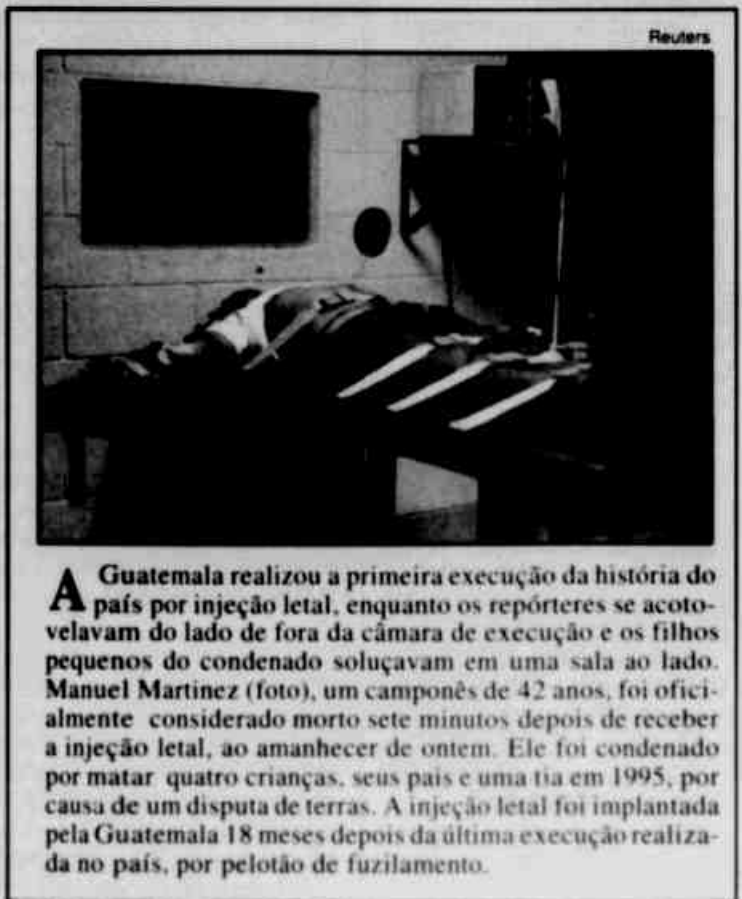 Reuters
A Guatemala realizou a primeira execução da história do
país por injeção letal, enquanto os repórteres se acoto-
velavam do lado de fora da câmara de execução e os filhos
pequenos do condenado soluçavam em uma sala ao lado.
Manuel Martinez (foto), um camponês de 42 anos, foi ofici-
almente considerado morto sete minutos depois de receber
a injeção letal, ao amanhecer de ontem. Ele foi condenado
por matar quatro crianças, seus pais e uma tia em 1995, por
causa de um disputa de terras. A injeção letal foi implantada
pela Guatemala 18 meses depois da última execução realiza-
da no país, por pelotão de fuzilamento.